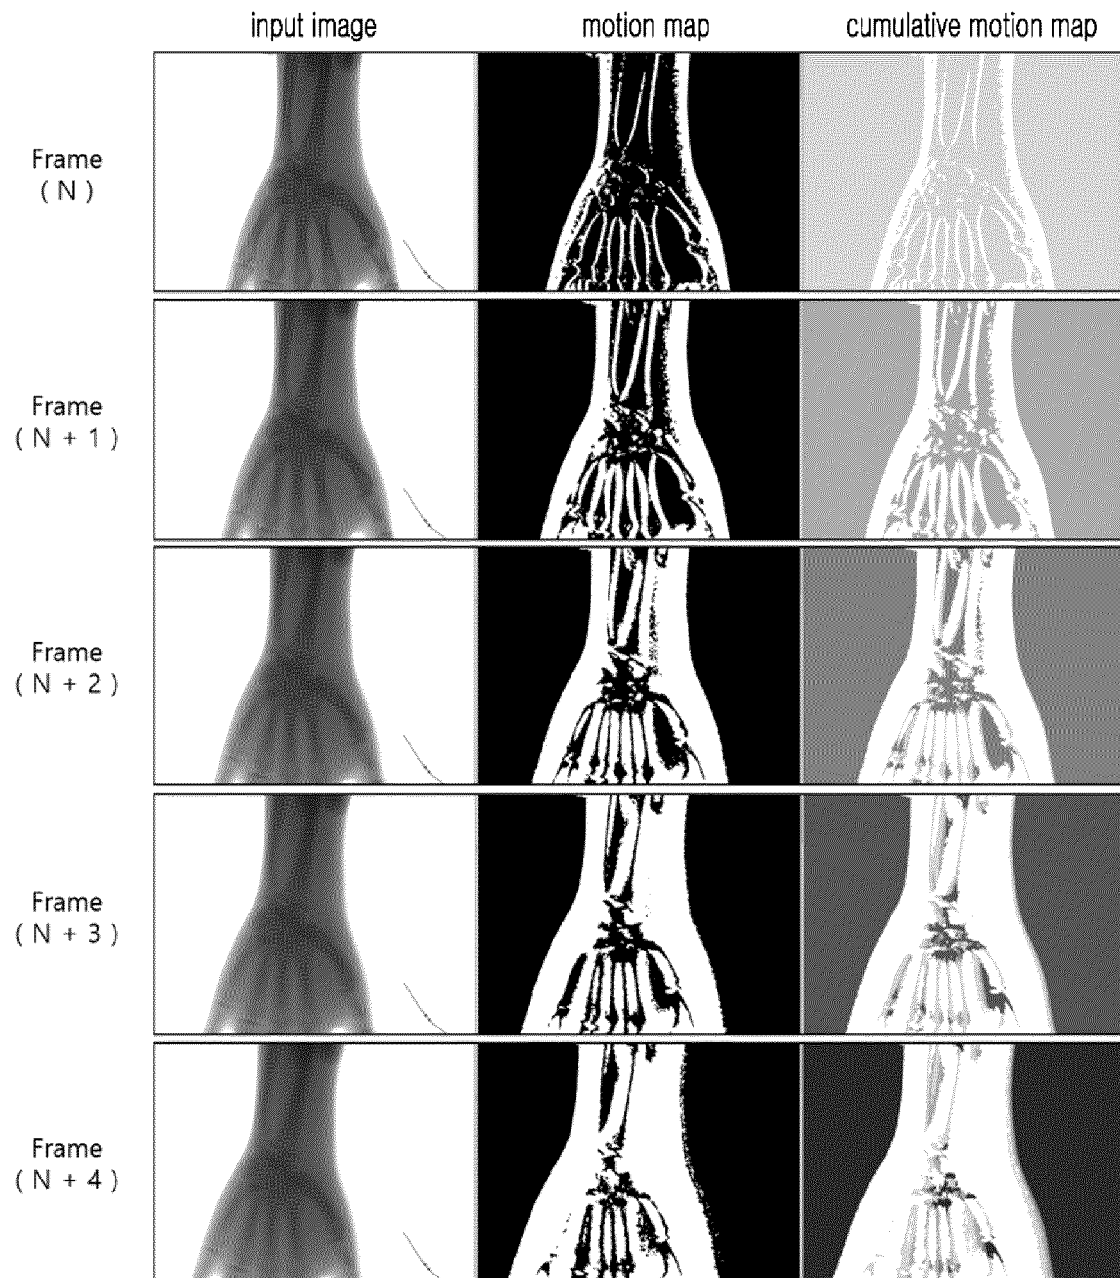 input image motion map cumulative motion map
Frame
( N )
Frame
( N + 1 )
Frame
( N + 2 )
Frame
( N + 3 )
Frame
( N + 4 )